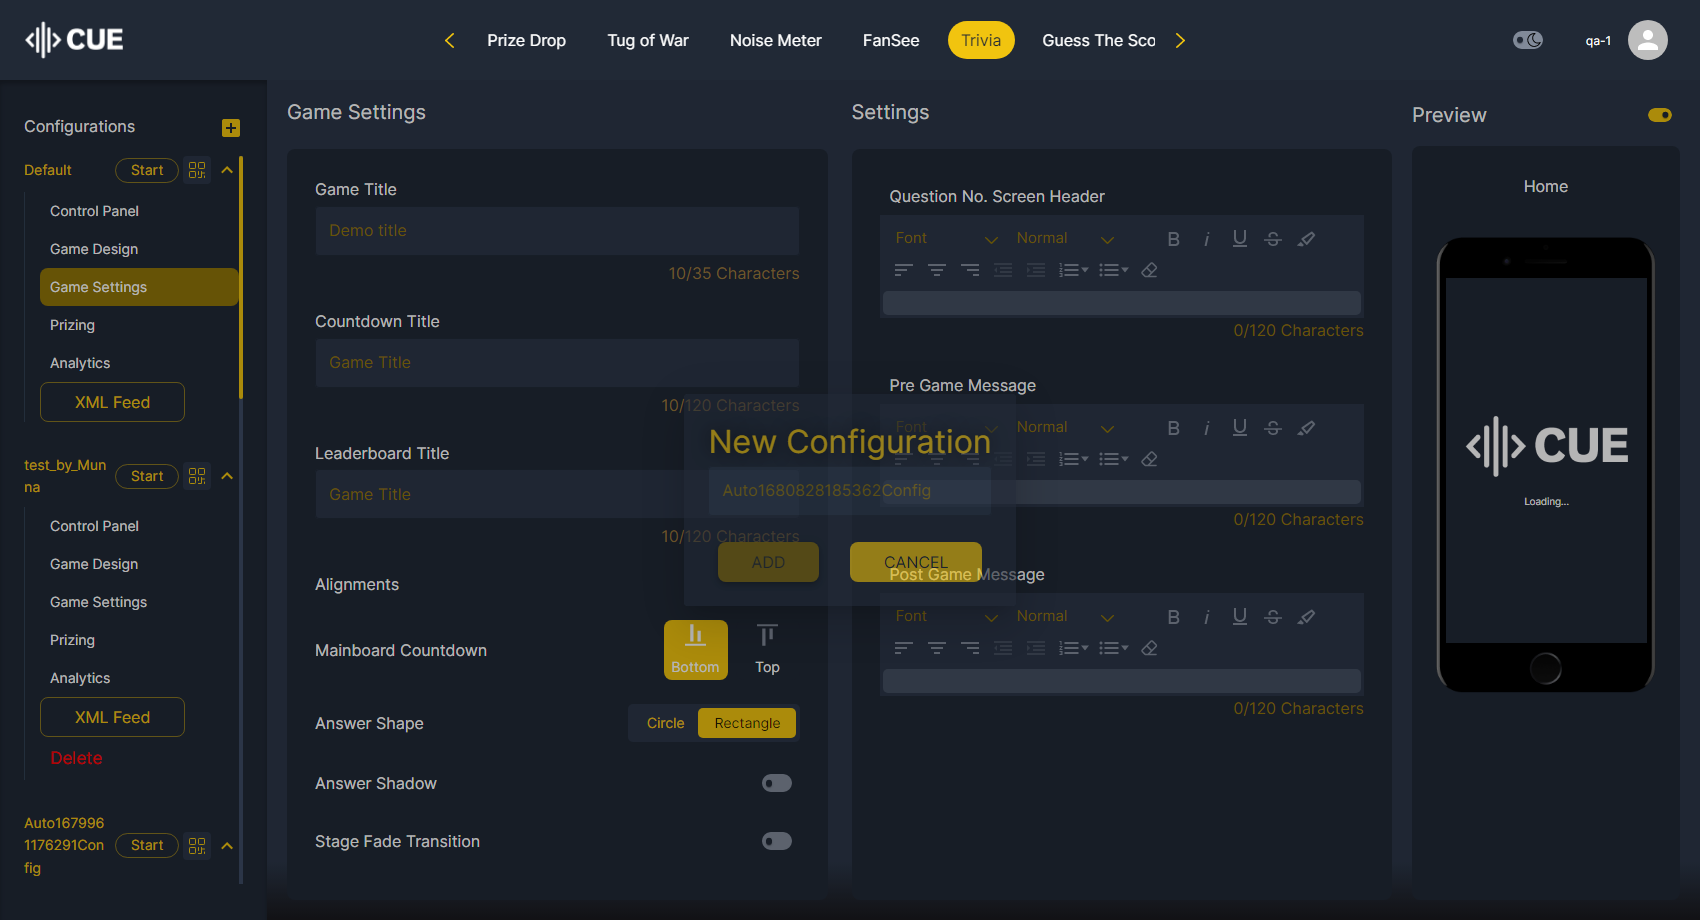 CUE
Prize Drop
Tug of War
Noise Meter
FanSee
Trivia
Guess The Sco
qa-1
Configurations
Default
Start
Control Panel
Game Design
Game Settings
Prizing
Analytics
XML Feed
test_by_Mun
na
Start
Control Panel
Game Design
Game Settings
Prizing
Analytics
XML Feed
Delete
Auto167996
1176291Con
fig
Start
Game Settings
Game Title
Demo title
10/35 Characters
Countdown Title
Game Title
10/120 Characters
Leaderboard Title
Game Title
10/120 Characters
Alignments
Mainboard Countdown
Bottom
Top
Answer Shape
Circle
Rectangle
Answer Shadow
Stage Fade Transition
New Configuration
Auto1680828185362Config
ADD
CANCEL
Settings
Question No. Screen Header
Font
Normal
B i U S
0/120 Characters
Pre Game Message
Font
Normal
B i U S
0/120 Characters
Post Game Message
Font
Normal
B i U S
0/120 Characters
Preview
Home
CUE
Loading...